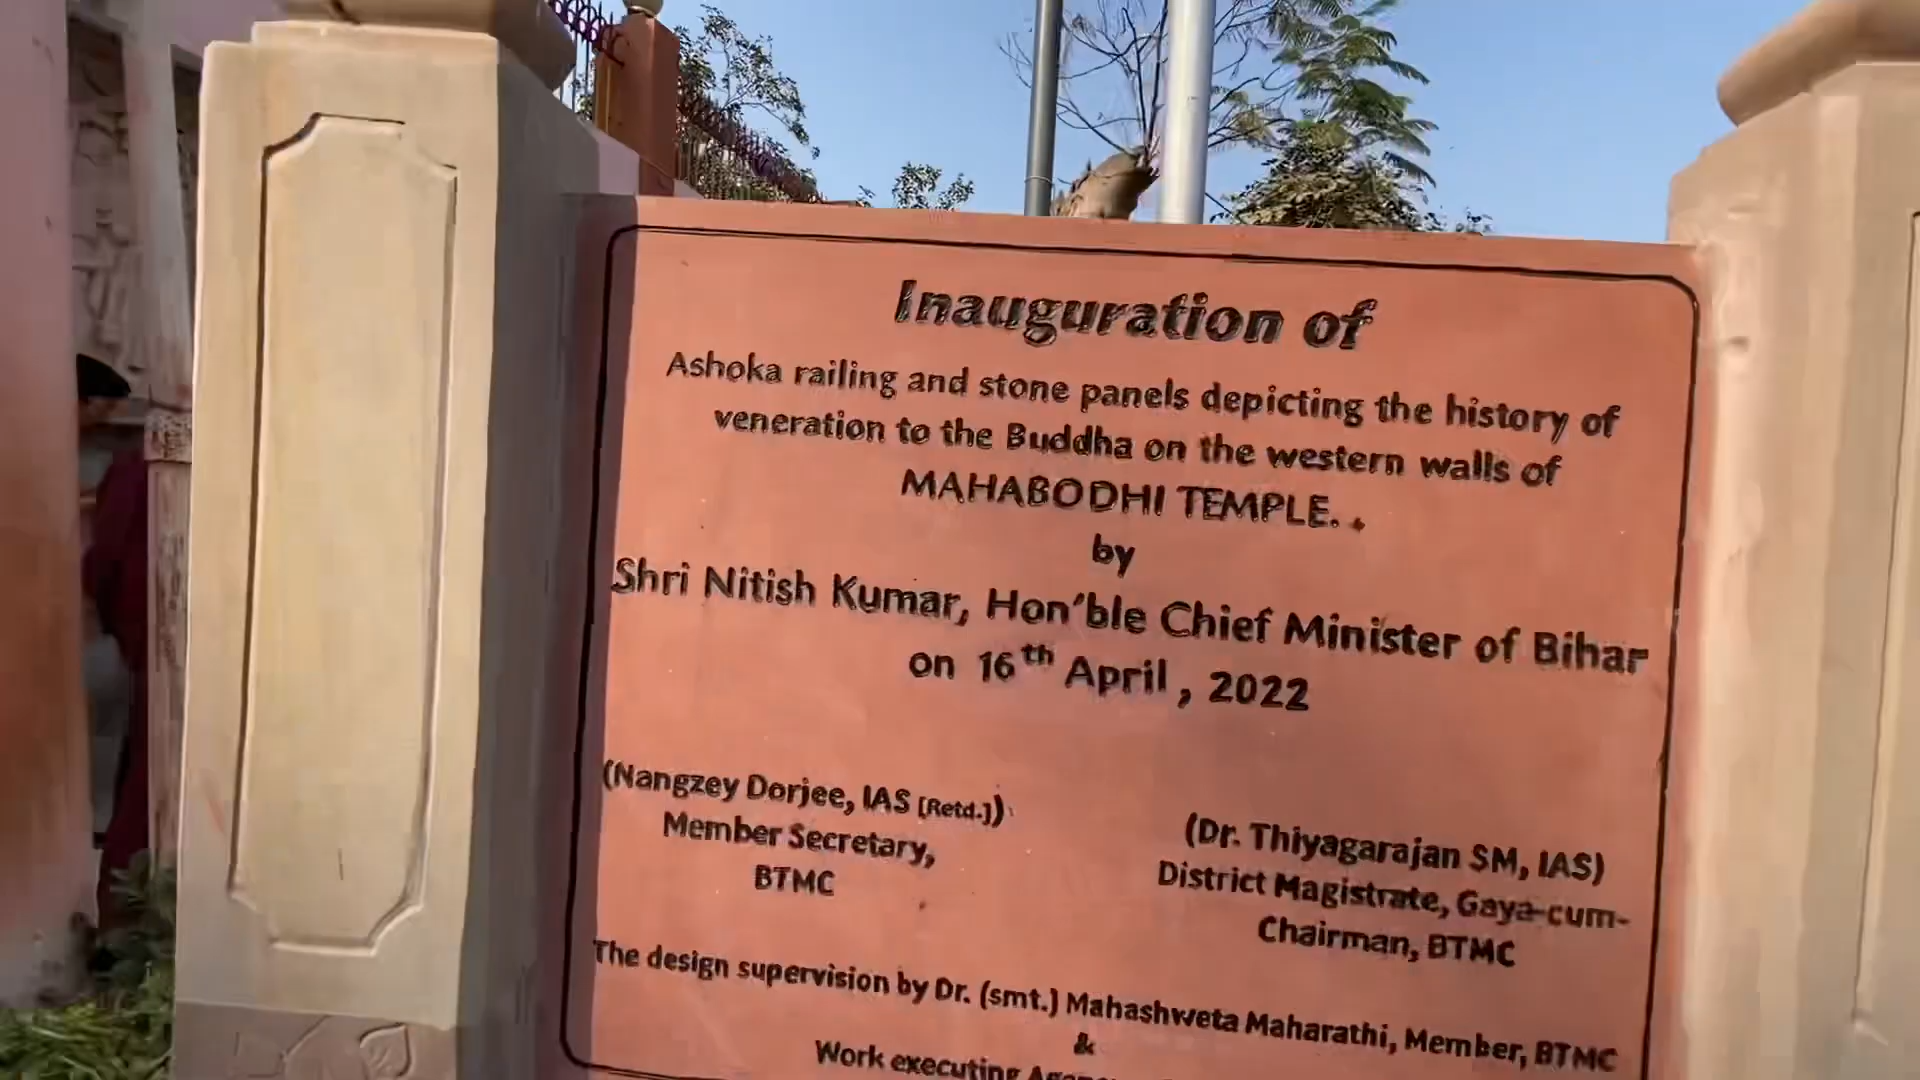 Inauguration of
Ashoka railing and stone panels depicting the history of
veneration to the Buddha on the western walls of
MAHABODHI TEMPLE.
by
Shri Nitish Kumar, Hon'ble Chief Minister of Bihar
on 16th April, 2022
(Nangzey Dorjee, IAS [Retd.])
Member Secretary,
BTMC
(Dr. Thiyagarajan SM, IAS)
District Magistrate, Gaya-cum-
Chairman, BTMC
The design supervision by Dr. (smt.) Mahashweta Maharathi, Member, BTMC
&
Work executing